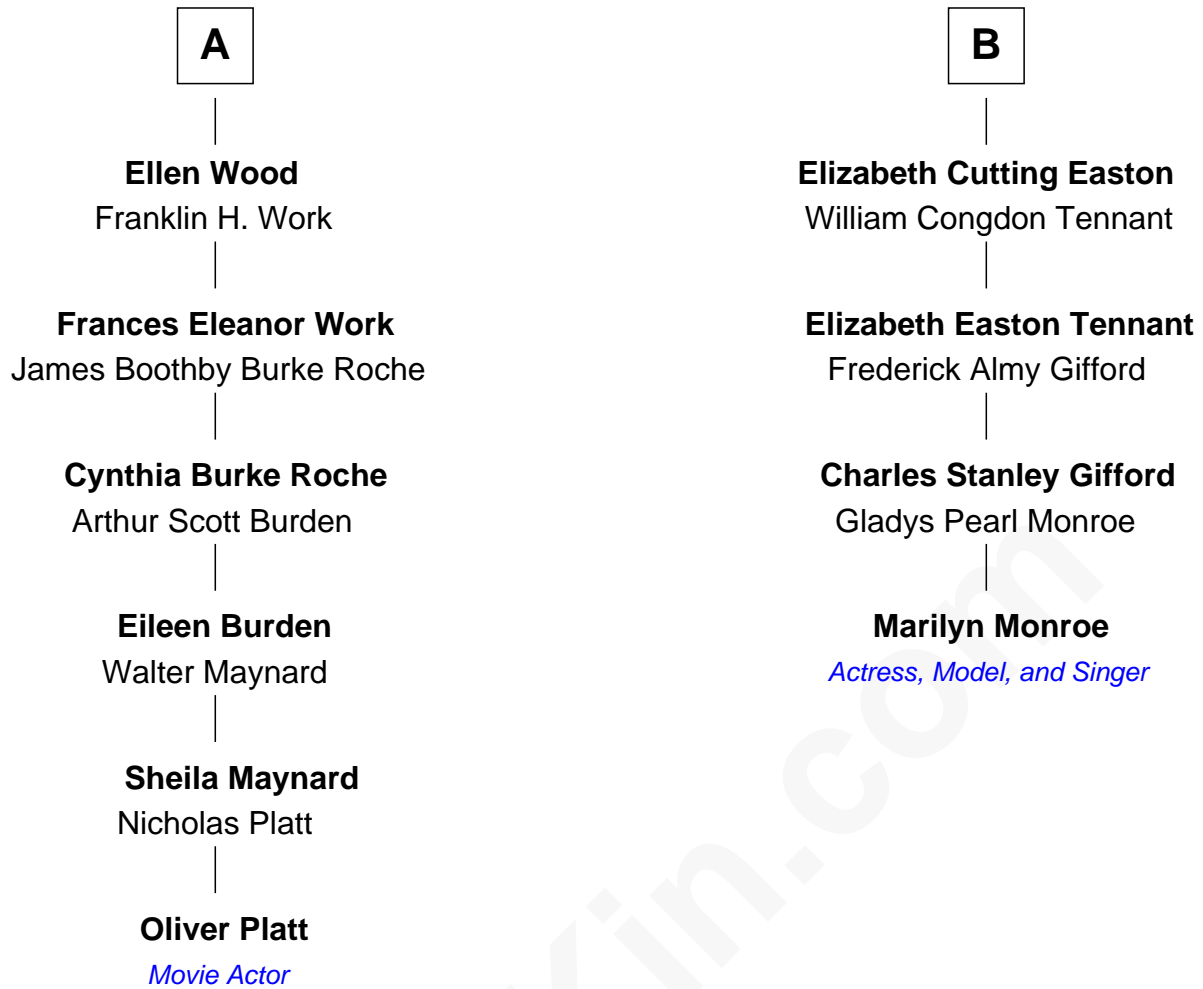 A
Ellen Wood
Franklin H. Work
Frances Eleanor Work
James Boothby Burke Roche
Cynthia Burke Roche
Arthur Scott Burden
Eileen Burden
Walter Maynard
Sheila Maynard
Nicholas Platt
Oliver Platt
Movie Actor
B
Elizabeth Cutting Easton
William Congdon Tennant
Elizabeth Easton Tennant
Frederick Almy Gifford
Charles Stanley Gifford
Gladys Pearl Monroe
Marilyn Monroe
Actress, Model, and Singer